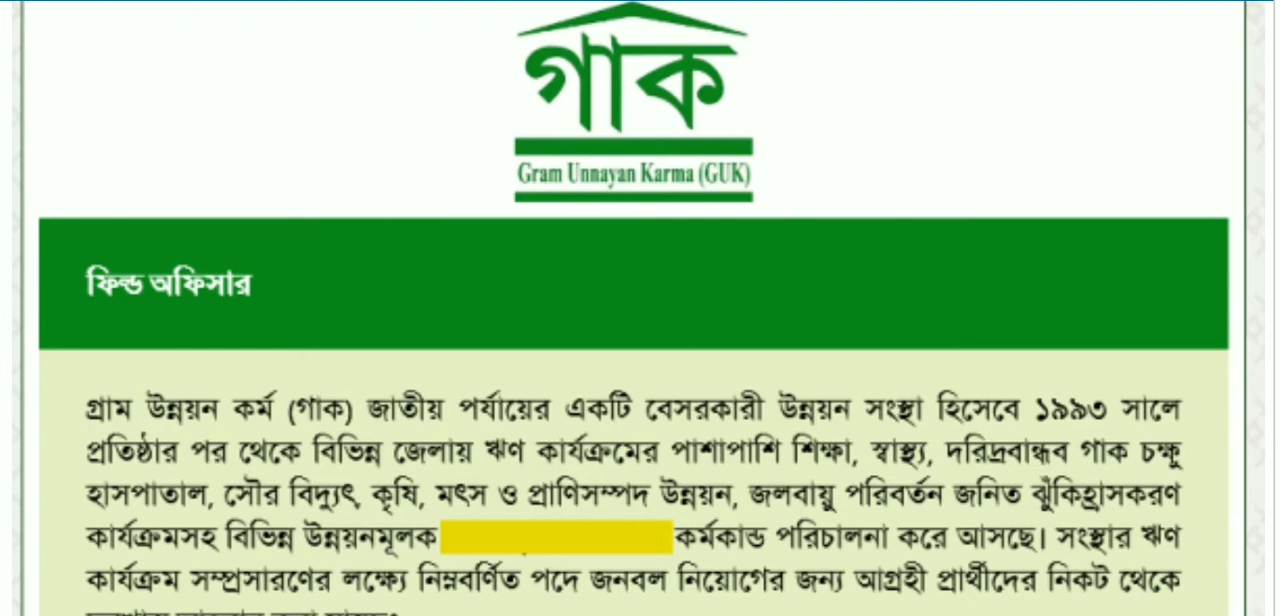 গাক
Gram Unnayan Karma (GUK)
ফিল্ড অফিসার
গ্রাম উন্নয়ন কর্ম (গাক) জাতীয় পর্যায়ের একটি বেসরকারী উন্নয়ন সংস্থা হিসেবে ১৯৯৩ সালে
প্রতিষ্ঠার পর থেকে বিভিন্ন জেলায় ঋণ কার্যক্রমের পাশাপাশি শিক্ষা, স্বাস্থ্য, দরিদ্রবান্ধব গাক চক্ষু
হাসপাতাল, সৌর বিদ্যুৎ, কৃষি, মৎস ও প্রাণিসম্পদ উন্নয়ন, জলবায়ু পরিবর্তন জনিত ঝুঁকিহ্রাসকরণ
কার্যক্রমসহ বিভিন্ন উন্নয়নমূলক কর্মকান্ড পরিচালনা করে আসছে। সংস্থার ঋণ
কার্যক্রম সম্প্রসারণের লক্ষ্যে নিম্নবর্ণিত পদে জনবল নিয়োগের জন্য আগ্রহী প্রার্থীদের নিকট থেকে